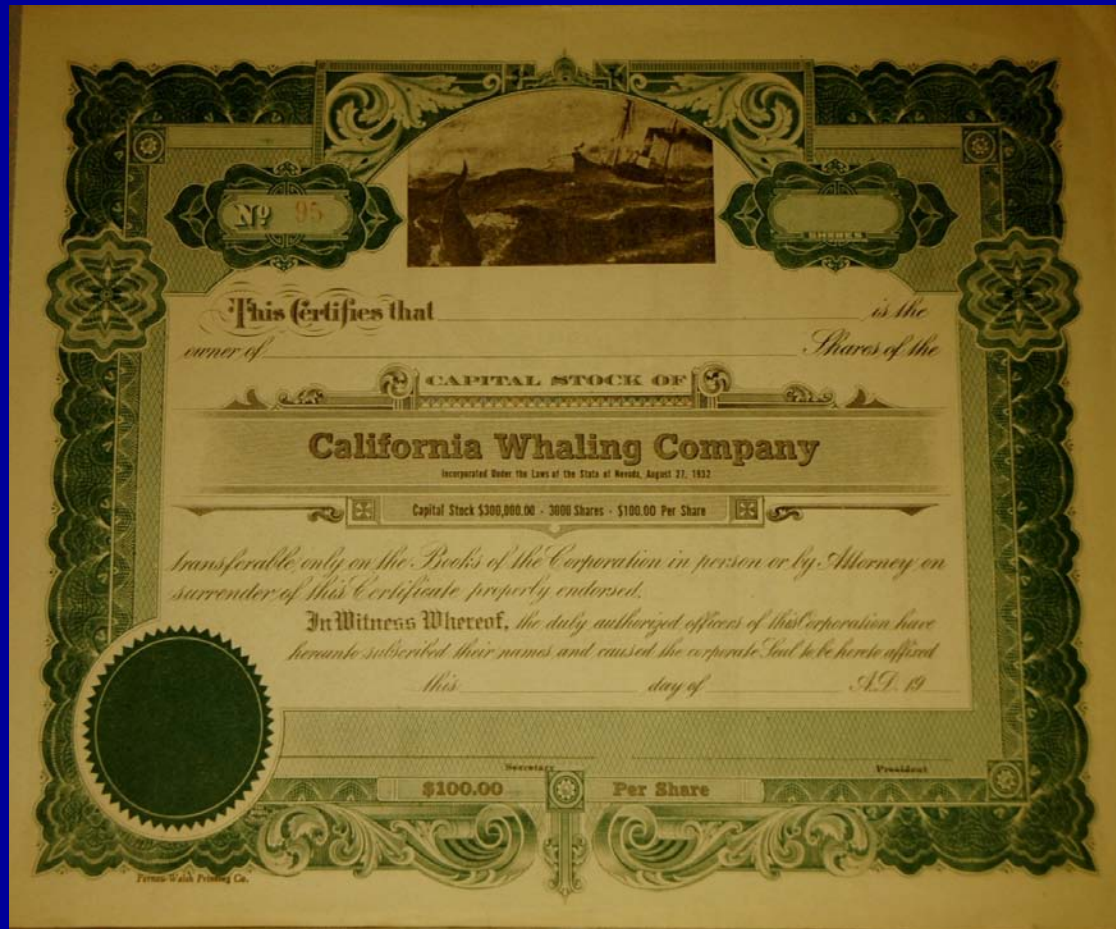 Nº 95
SHARES
This Certifies that is the
owner of Shares of the
CAPITAL STOCK OF
California Whaling Company
Incorporated Under the Laws of the State of Nevada, August 27, 1932
Capital Stock $300,000.00 - 3000 Shares - $100.00 Per Share
transferable only on the Books of the Corporation in person or by Attorney on
surrender of this Certificate properly endorsed.
In Witness Whereof, the duly authorized officers of this Corporation have
hereunto subscribed their names and caused the corporate Seal to be hereto affixed
this day of A.D. 19
Secretary President
$100.00 Per Share
Pernau-Walsh Printing Co.